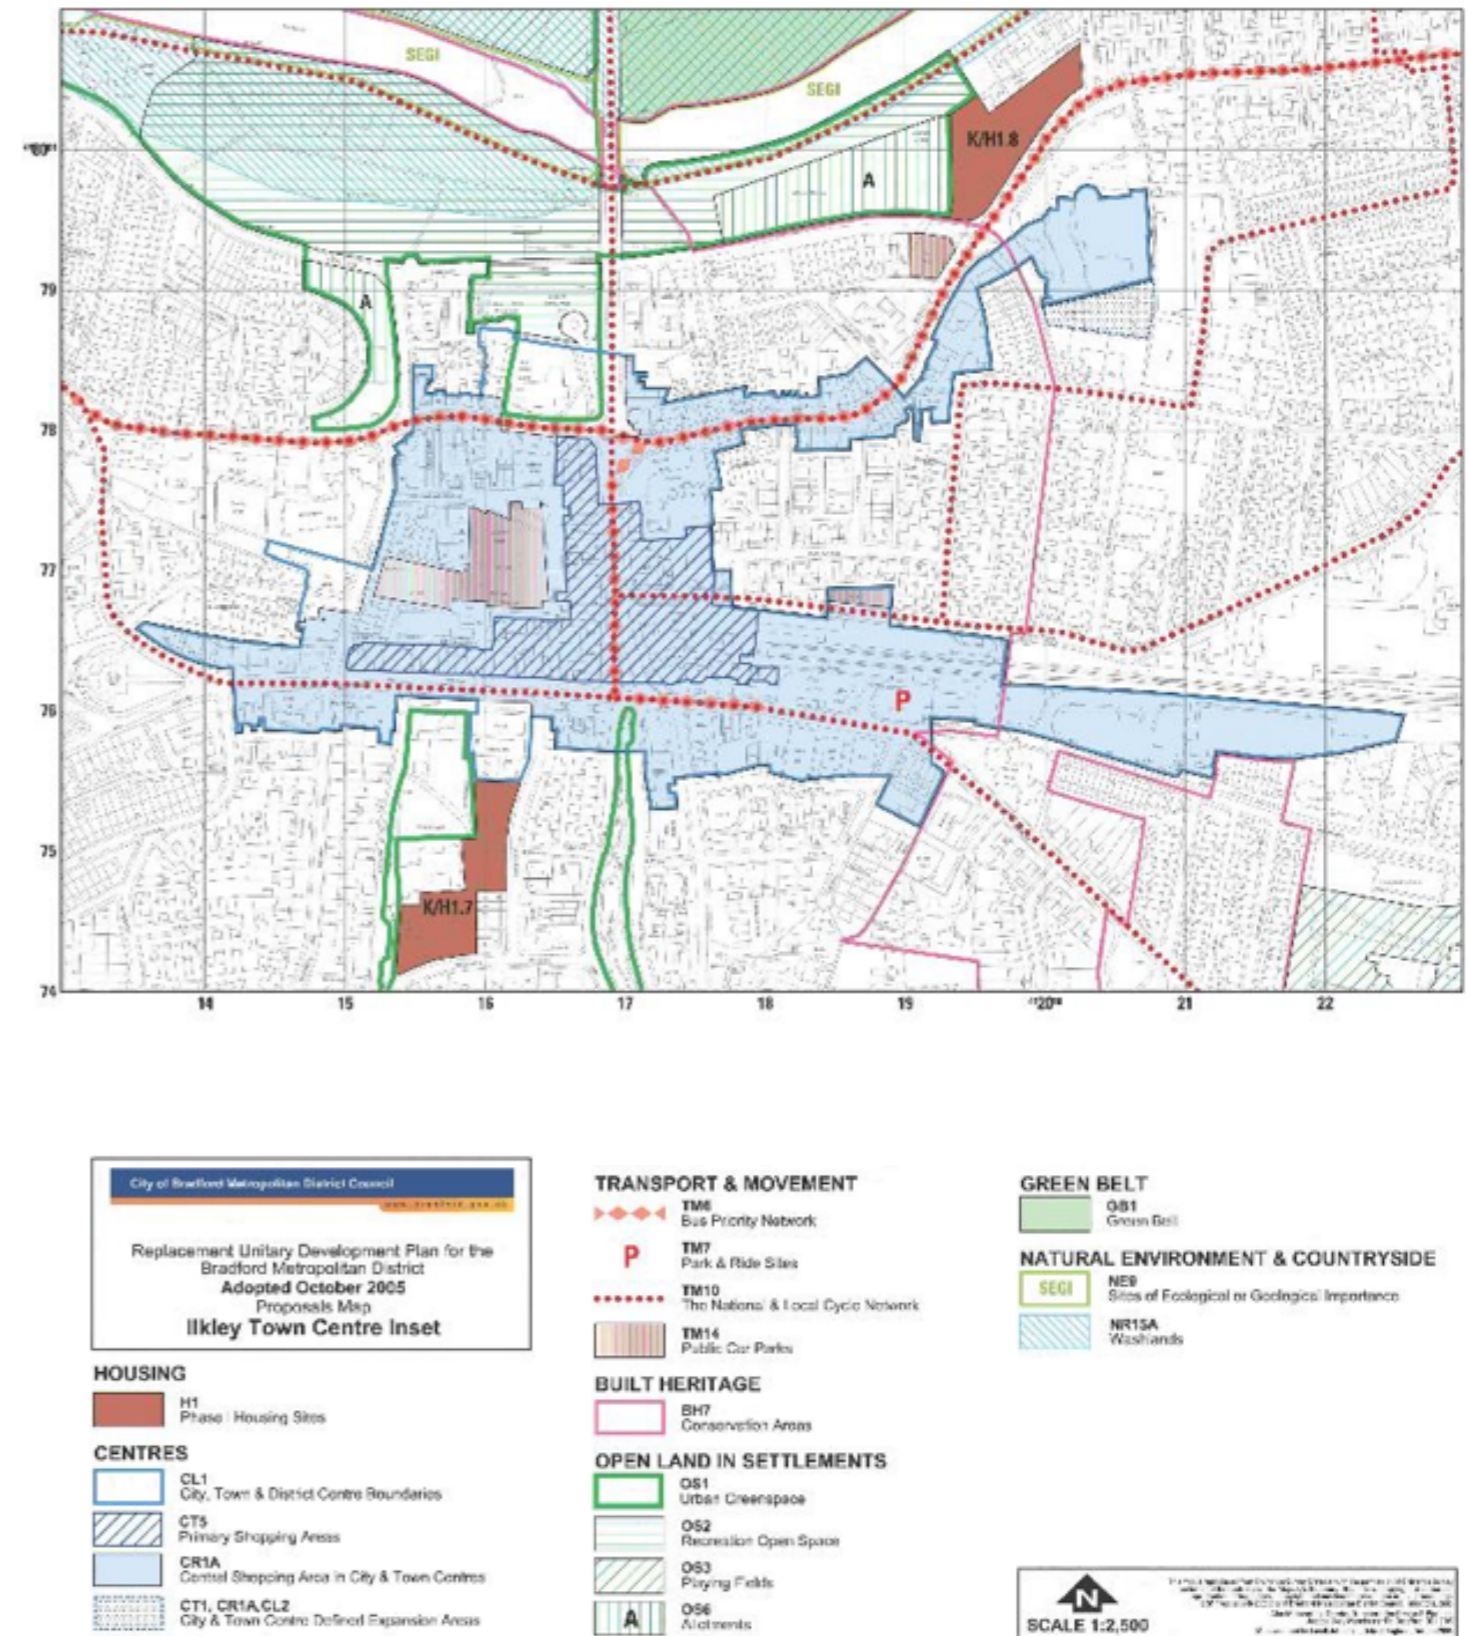 SEGI
SEGI
K/H1.8
A
A
79
78
77
P
76
75
K/H1.7
74
14 15 16 17 18 19 21 22
City of Bradford Metropolitan District Council
Replacement Unitary Development Plan for the
Bradford Metropolitan District
Adopted October 2005
Proposals Map
Ilkley Town Centre Inset
HOUSING
H1
Phase I Housing Sites
CENTRES
CL1
City, Town & District Centre Boundaries
CT5
Primary Shopping Areas
CR1A
Central Shopping Area in City & Town Centres
CT1, CR1A, CL2
City & Town Centre Defined Expansion Areas
TRANSPORT & MOVEMENT
TM6
Bus Priority Network
P
TM7
Park & Ride Sites
TM10
The National & Local Cycle Network
TM14
Public Car Parks
BUILT HERITAGE
BH7
Conservation Areas
OPEN LAND IN SETTLEMENTS
OS1
Urban Greenspace
OS2
Recreation Open Space
OS3
Playing Fields
A
OS6
Allotments
GREEN BELT
GB1
Green Belt
NATURAL ENVIRONMENT & COUNTRYSIDE
SEGI
NE9
Sites of Ecological or Geological Importance
NR15A
Washlands
N
SCALE 1:2,500